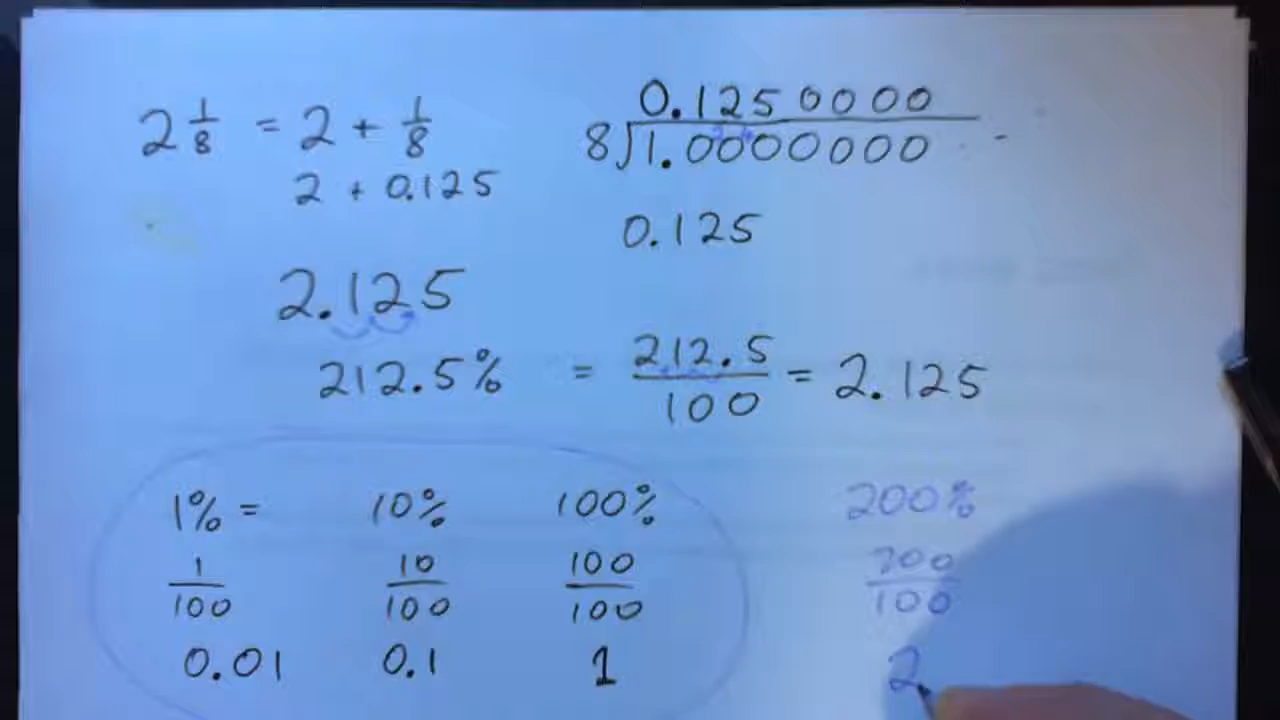 2 1/8 = 2 + 1/8
2 + 0.125
0.1250000
8)1.0000000
0.125
2.125
212.5% = 212.5/100 = 2.125
1% = 10% 100% 200%
1/100 10/100 100/100 200/100
0.01 0.1 1 2